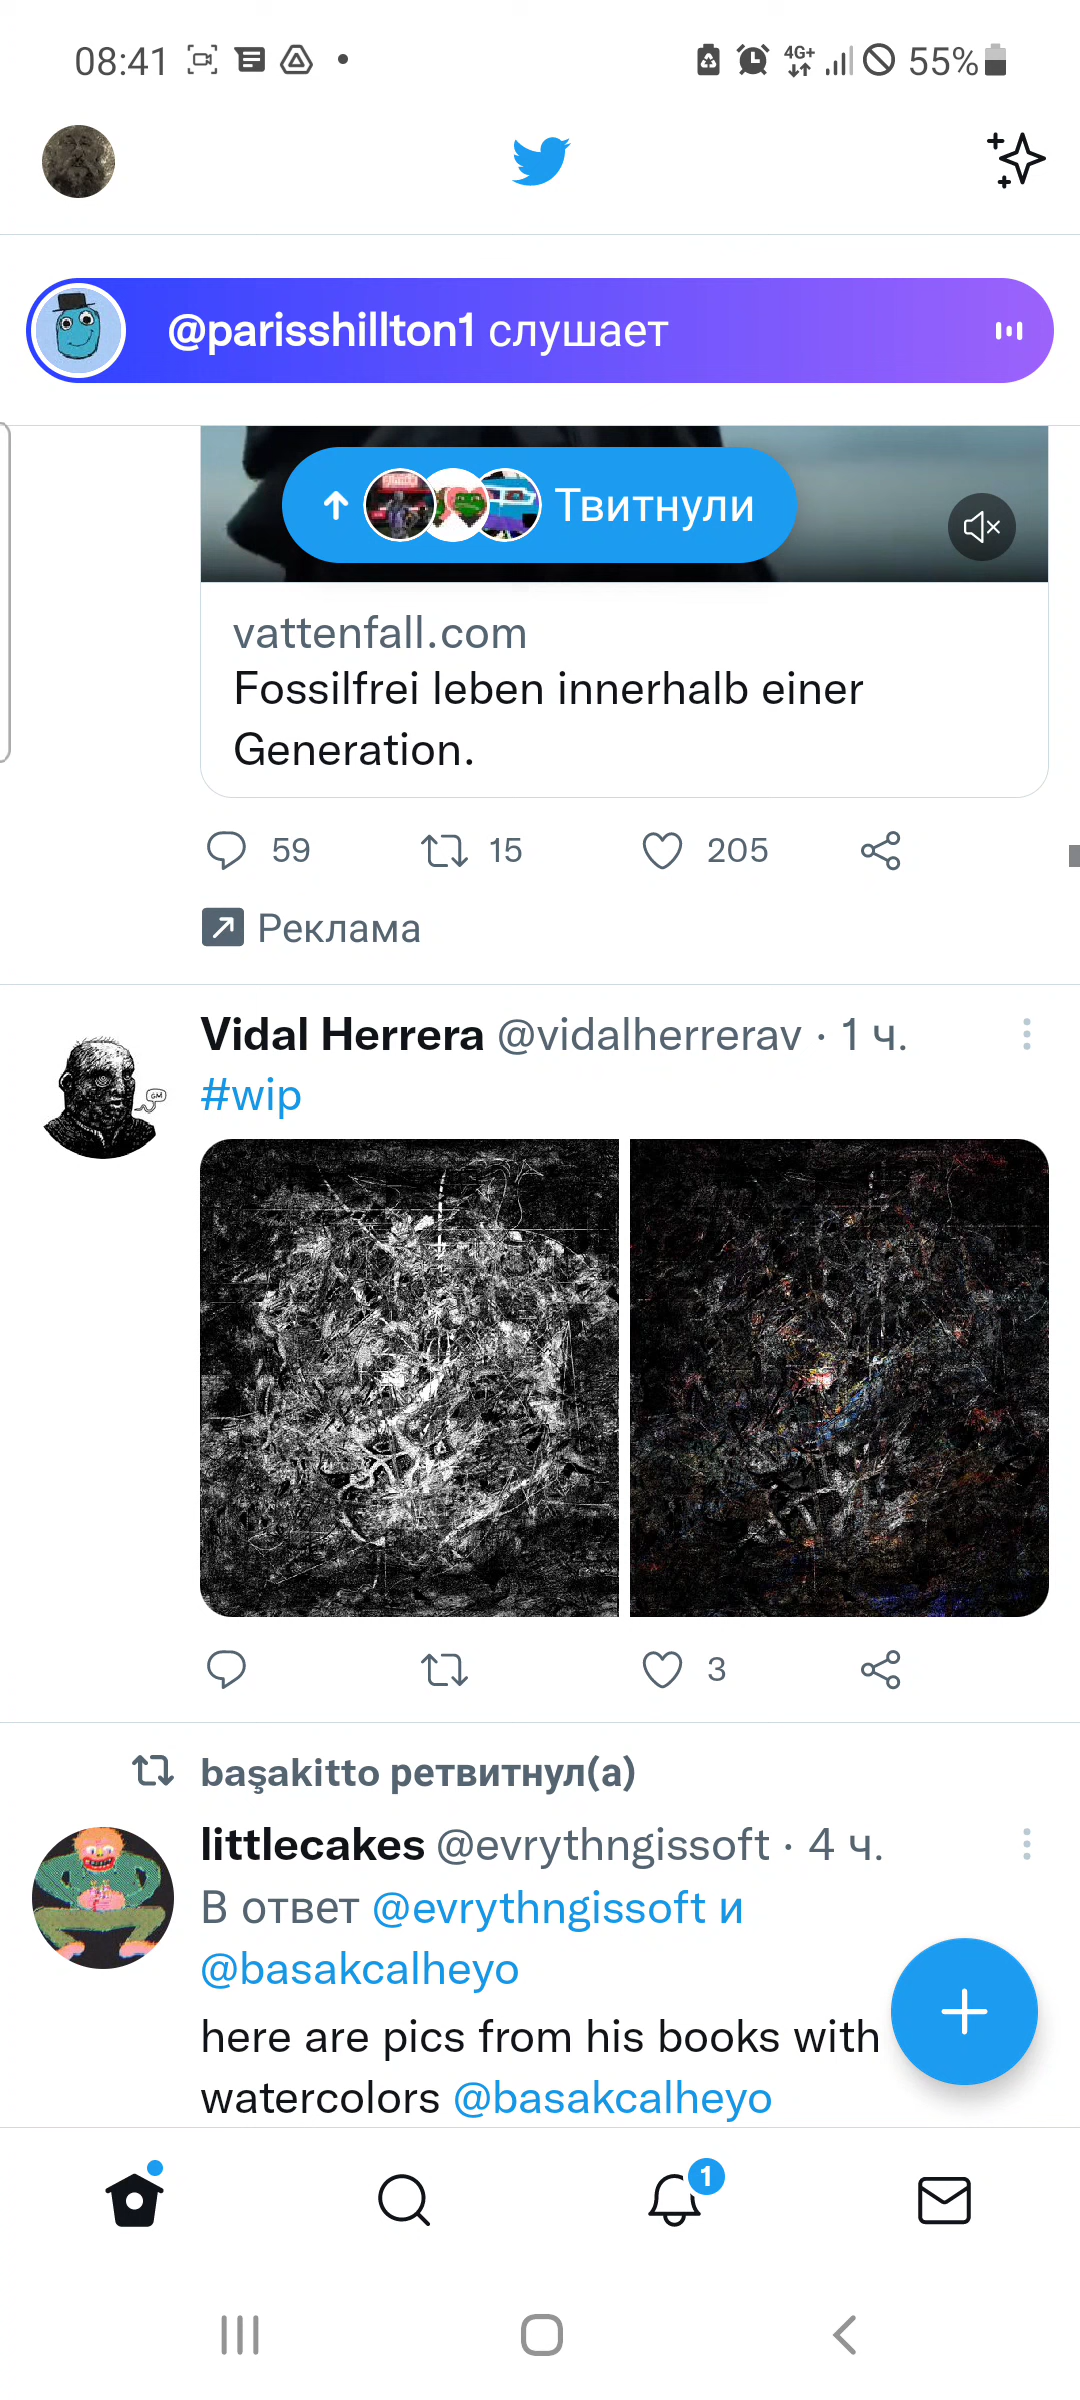 08:41
4G+
55%
@parisshillton1 слушает
Твитнули
vattenfall.com
Fossilfrei leben innerhalb einer
Generation.
59 15 205
Реклама
Vidal Herrera @vidalherrerav · 1 ч.
GM
#wip
3
başakitto ретвитнул(а)
littlecakes @evrythngissoft · 4 ч.
В ответ @evrythngissoft и
@basakcalheyo
here are pics from his books with
watercolors @basakcalheyo
1